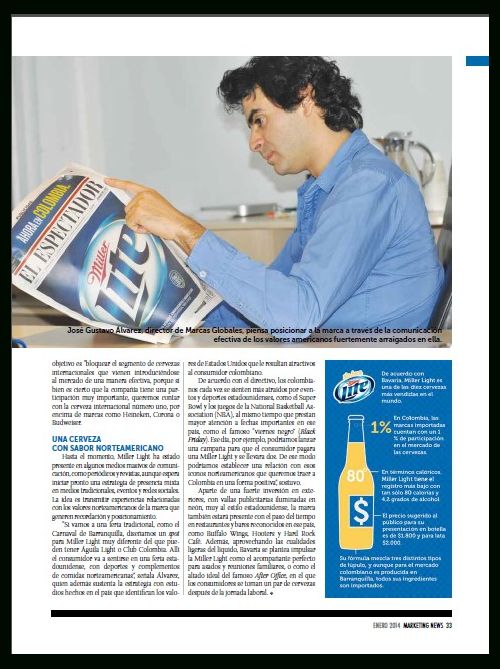 AHORA EN COLOMBIA
EL ESPECTADOR
Miller
Lite
José Gustavo Álvarez, director de Marcas Globales, piensa posicionar a la marca a través de la comunicación
efectiva de los valores americanos fuertemente arraigados en ella.
objetivo es "bloquear el segmento de cervezas
internacionales que vienen introduciéndose
al mercado de una manera efectiva, porque si
bien es cierto que la compañía tiene una par-
ticipación muy importante, queremos contar
con la cerveza internacional número uno, por
encima de marcas como Heineken, Corona o
Budweiser.
UNA CERVEZA
CON SABOR NORTEAMERICANO
Hasta el momento, Miller Light ha estado
presente en algunos medios masivos de comuni-
cación, como periódicos y revistas, aunque espera
iniciar pronto una estrategia de presencia mixta
en medios tradicionales, eventos y redes sociales.
La idea es transmitir experiencias relacionadas
con los valores norteamericanos de la marca que
generen recordación y posicionamiento.
"Si vamos a una feria tradicional, como el
Carnaval de Barranquilla, diseñamos un spot
para Miller Light muy diferente del que pue-
den tener Águila Light o Club Colombia. Allí
el consumidor va a sentirse en una feria esta-
dounidense, con deportes y complementos
de comidas norteamericanas", señala Álvarez,
quien además sustenta la estrategia con estu-
dios hechos en el país que identifican los valo-
res de Estados Unidos que le resultan atractivos
al consumidor colombiano.
De acuerdo con el directivo, los colombia-
nos cada vez se sienten más atraídos por even-
tos y deportes estadounidenses, como el Super
Bowl y los juegos de la National Basketball As-
sociation (NBA), al mismo tiempo que prestan
mayor atención a fechas importantes en ese
país, como el famoso "viernes negro" (Black
Friday). Ese día, por ejemplo, podríamos lanzar
una campaña para que el consumidor pagara
una Miller Light y se llevara dos. De ese modo
podríamos establecer una relación con esos
íconos norteamericanos que queremos traer a
Colombia en una forma positiva", sostuvo.
Aparte de una fuerte inversión en exte-
riores, con vallas publicitarias iluminadas en
neón, muy al estilo estadounidense, la marca
también estará presente con el paso del tiempo
en restaurantes y bares reconocidos en ese país,
como Buffalo Wings, Hooters y Hard Rock
Café. Además, aprovechando las cualidades
ligeras del líquido, Bavaria se plantea impulsar
la Miller Light como el acompañante perfecto
para asados y reuniones familiares, o como el
aliado ideal del famoso After Office, en el que
los consumidores se toman un par de cervezas
después de la jornada laboral.
Lite
De acuerdo con
Bavaria, Miller Light es
una de las diez cervezas
más vendidas en el
mundo.
1%
En Colombia, las
marcas importadas
cuentan con un 1
% de participación
en el mercado de
las cervezas.
80
En términos calóricos,
Miller Light tiene el
registro más bajo con
tan sólo 80 calorías y
4,2 grados de alcohol
$
El precio sugerido al
público para su
presentación en botella
es de $1.800 y para lata
$2.000.
Su fórmula mezcla tres distintos tipos
de lúpulo, y aunque para el mercado
colombiano es producida en
Barranquilla, todos sus ingredientes
son importados.
ENERO 2014 MARKETING NEWS 33